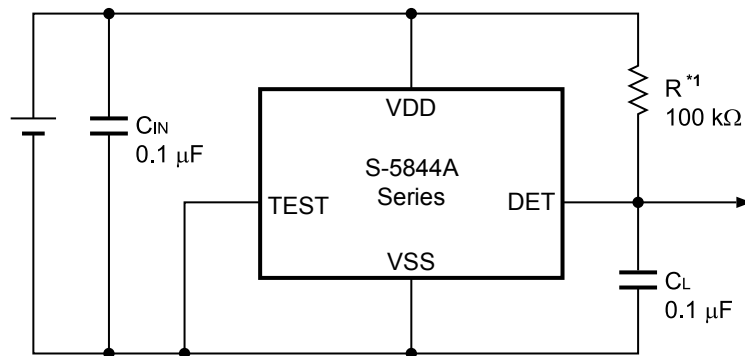 VDD
R*1
100 kΩ
CIN
0.1 µF
S-5844A
Series
TEST
DET
VSS
CL
0.1 µF